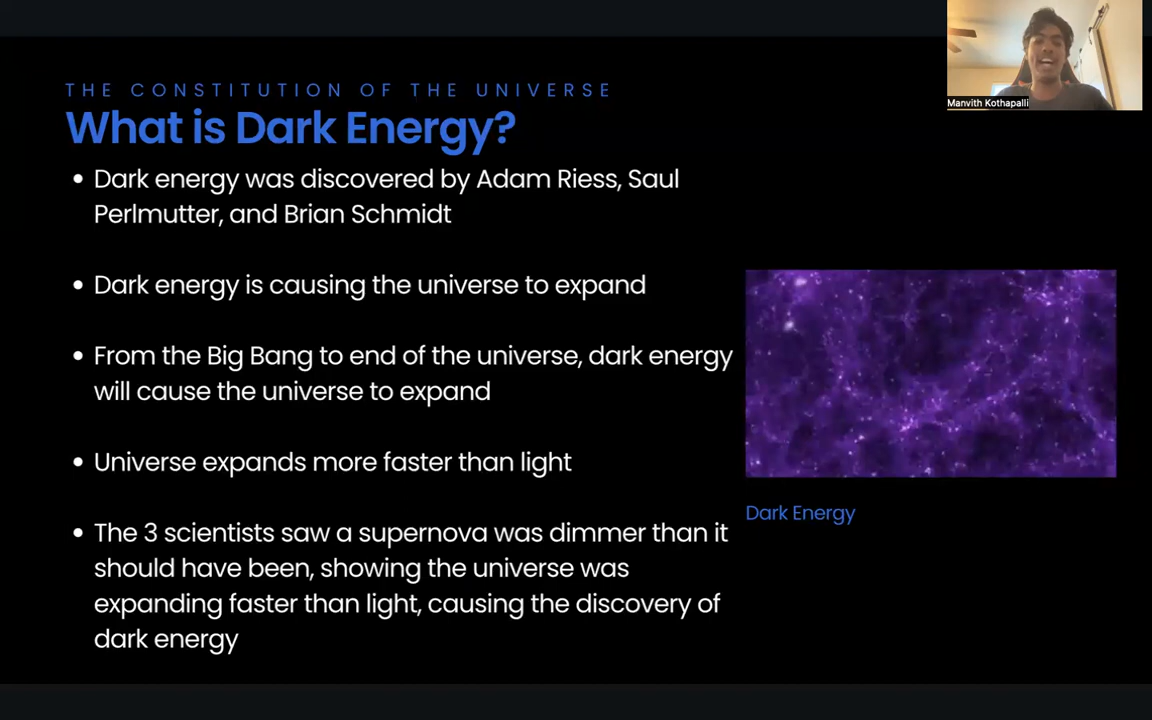 THE CONSTITUTION OF THE UNIVERSE
What is Dark Energy?
• Dark energy was discovered by Adam Riess, Saul
Perlmutter, and Brian Schmidt
• Dark energy is causing the universe to expand
• From the Big Bang to end of the universe, dark energy
will cause the universe to expand
• Universe expands more faster than light
• The 3 scientists saw a supernova was dimmer than it
should have been, showing the universe was
expanding faster than light, causing the discovery of
dark energy
Dark Energy
Manvith Kothapalli